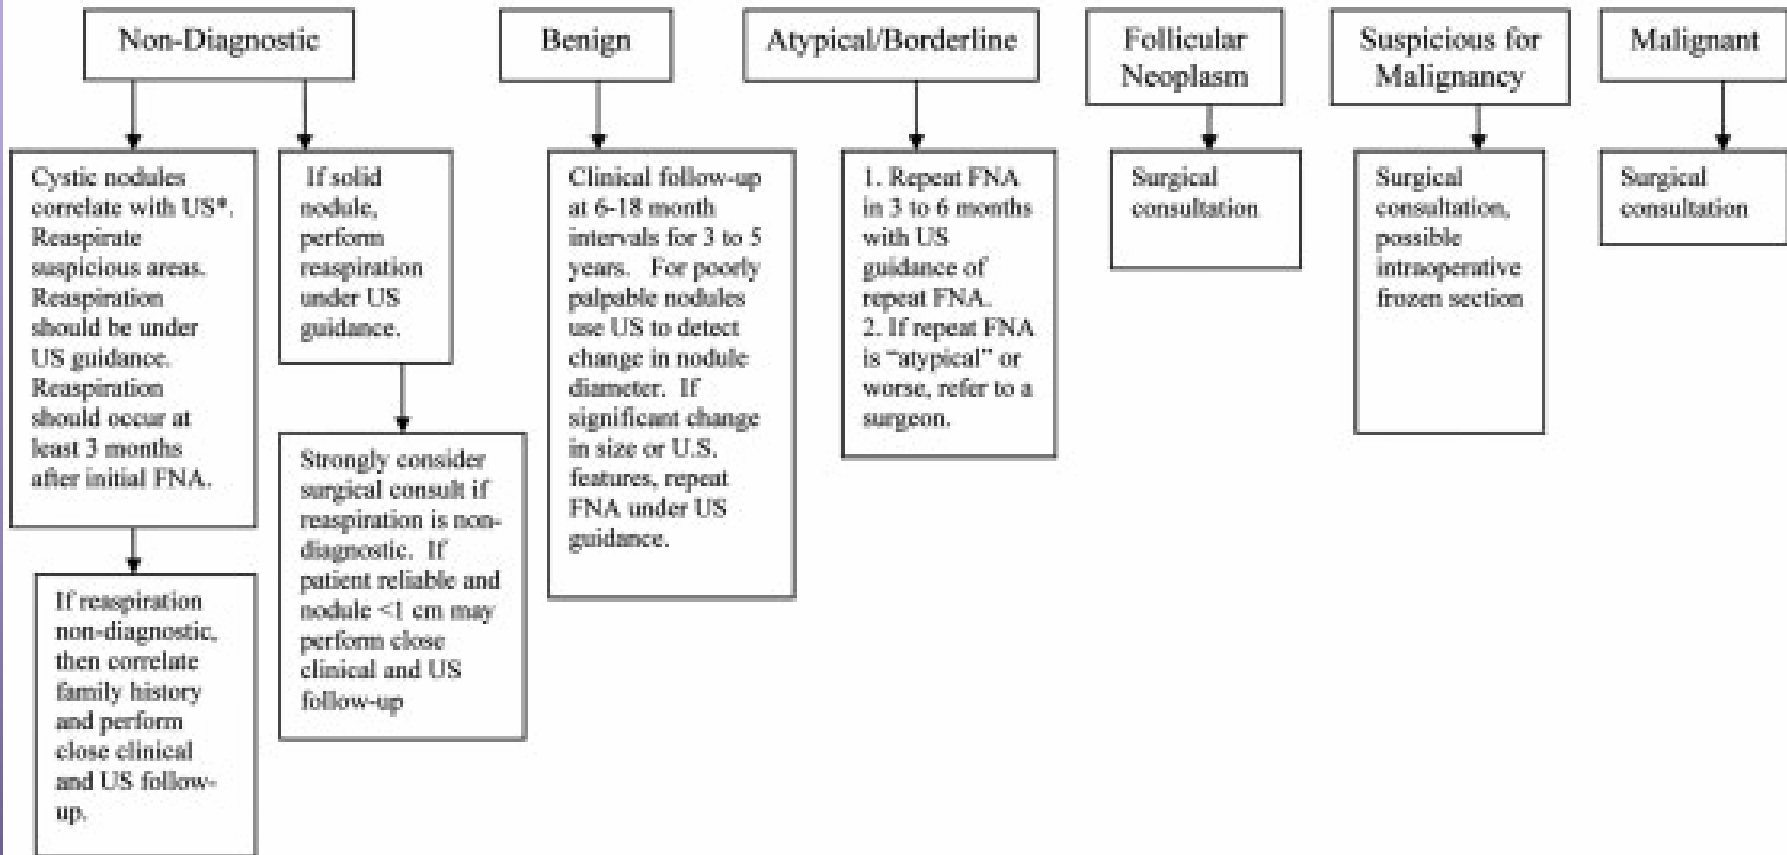 Non-Diagnostic
Benign
Atypical/Borderline
Follicular
Neoplasm
Suspicious for
Malignancy
Malignant
Cystic nodules
correlate with US*.
Reaspirate
suspicious areas.
Reaspiration
should be under
US guidance.
Reaspiration
should occur at
least 3 months
after initial FNA.
If reaspiration
non-diagnostic,
then correlate
family history
and perform
close clinical
and US follow-
up.
If solid
nodule,
perform
reaspiration
under US
guidance.
Strongly consider
surgical consult if
reaspiration is non-
diagnostic. If
patient reliable and
nodule <1 cm may
perform close
clinical and US
follow-up
Clinical follow-up
at 6-18 month
intervals for 3 to 5
years. For poorly
palpable nodules
use US to detect
change in nodule
diameter. If
significant change
in size or U.S.
features, repeat
FNA under US
guidance.
1. Repeat FNA
in 3 to 6 months
with US
guidance of
repeat FNA.
2. If repeat FNA
is “atypical” or
worse, refer to a
surgeon.
Surgical
consultation
Surgical
consultation,
possible
intraoperative
frozen section
Surgical
consultation